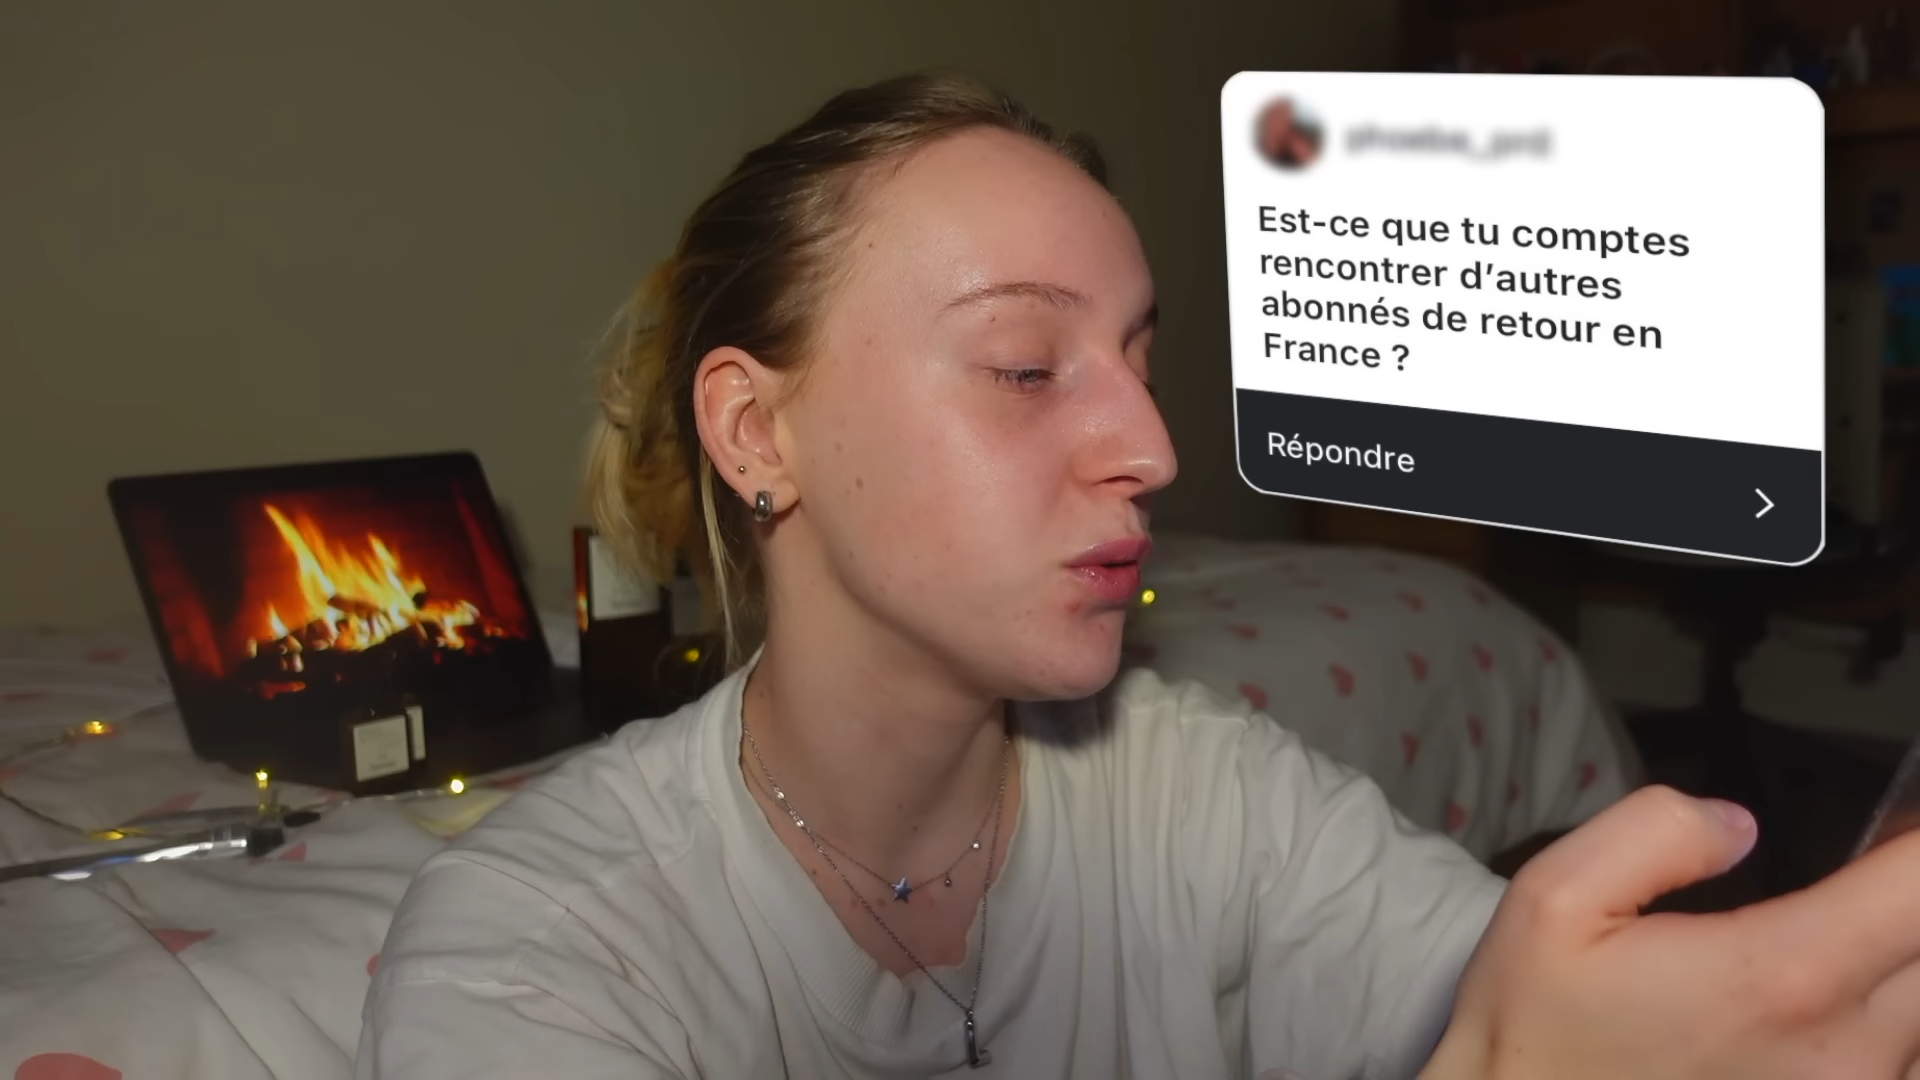 Est-ce que tu comptes
rencontrer d’autres
abonnés de retour en
France ?
Répondre